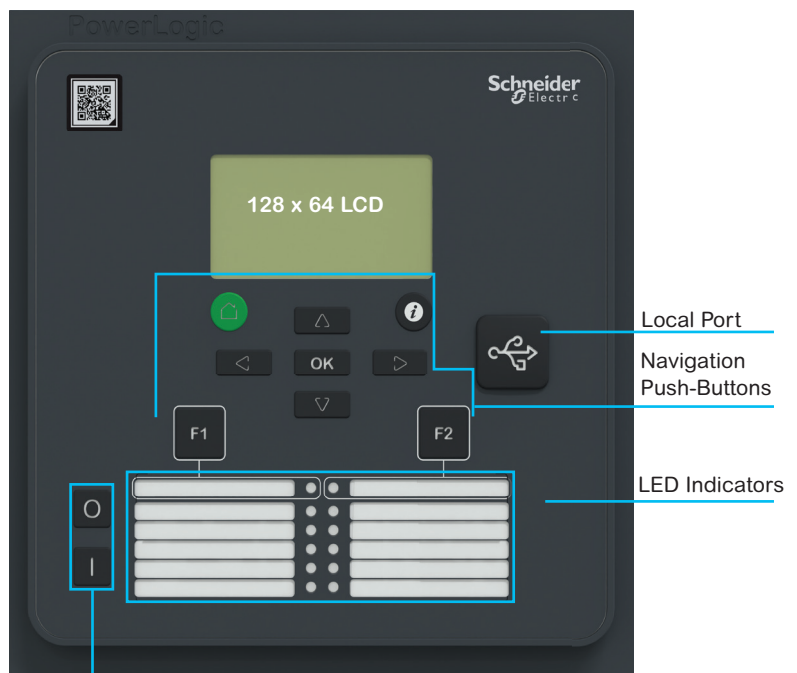 PowerLogic
Schneider
Electric
128 x 64 LCD
i
OK
Local Port
Navigation
Push-Buttons
F1
F2
LED Indicators
O
I